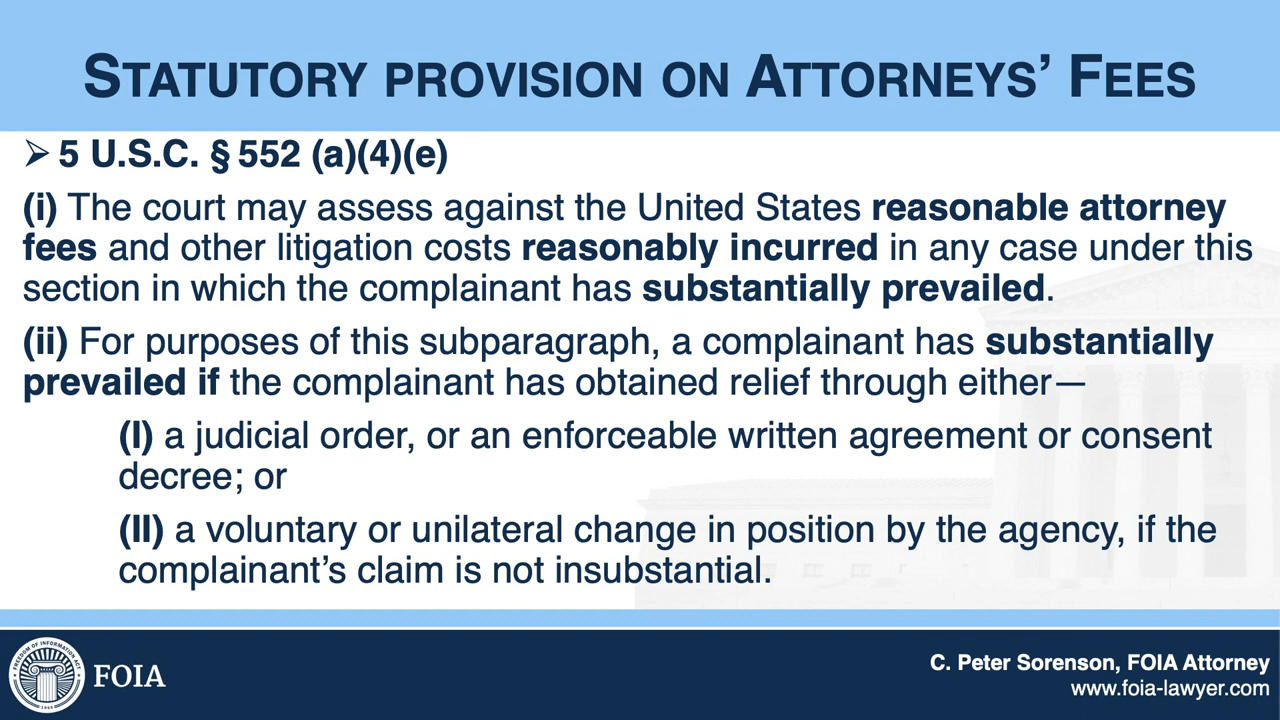 STATUTORY PROVISION ON ATTORNEYS’ FEES
➢ 5 U.S.C. § 552 (a)(4)(e)
(i) The court may assess against the United States reasonable attorney
fees and other litigation costs reasonably incurred in any case under this
section in which the complainant has substantially prevailed.
(ii) For purposes of this subparagraph, a complainant has substantially
prevailed if the complainant has obtained relief through either—
(I) a judicial order, or an enforceable written agreement or consent
decree; or
(II) a voluntary or unilateral change in position by the agency, if the
complainant’s claim is not insubstantial.
FREEDOM OF INFORMATION ACT
FOIA
C. Peter Sorenson, FOIA Attorney
www.foia-lawyer.com